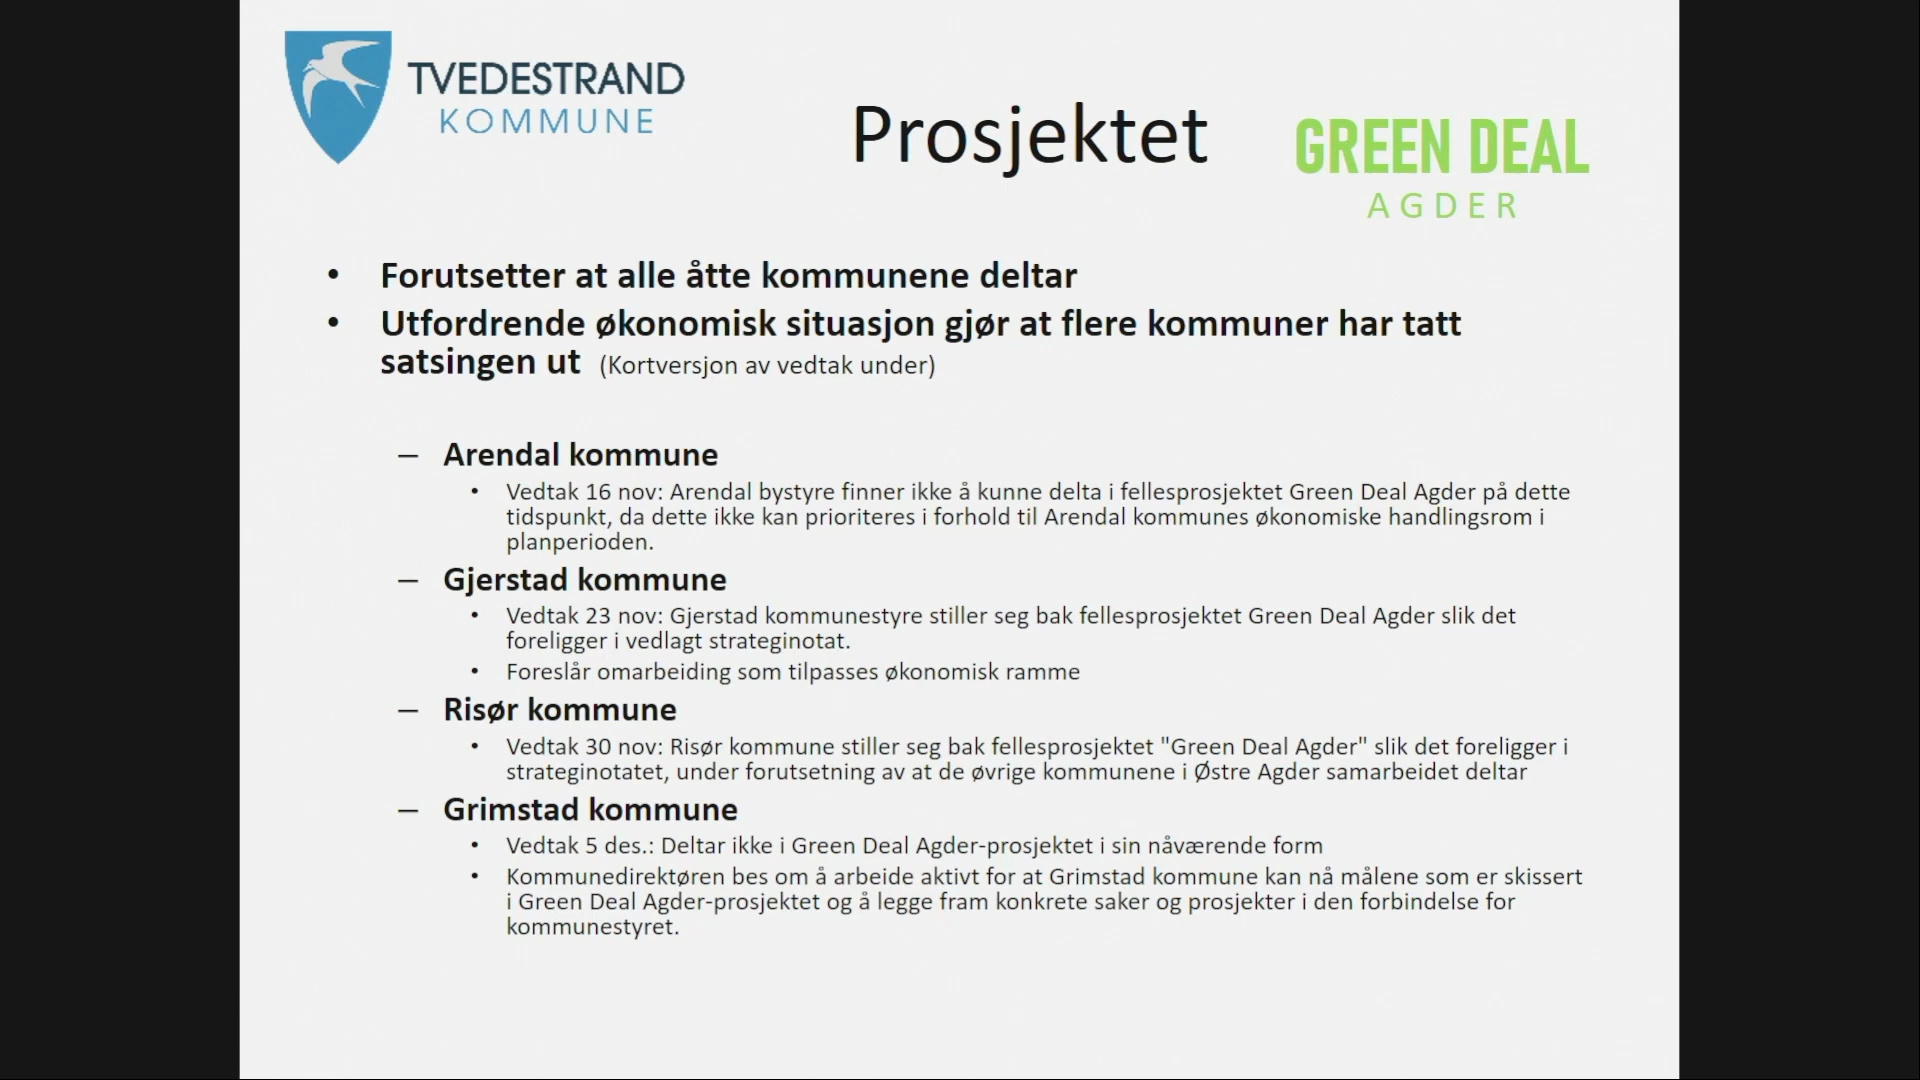 TVEDESTRAND
KOMMUNE
Prosjektet
GREEN DEAL
AGDER
• Forutsetter at alle åtte kommunene deltar
• Utfordrende økonomisk situasjon gjør at flere kommuner har tatt
satsingen ut (Kortversjon av vedtak under)
– Arendal kommune
• Vedtak 16 nov: Arendal bystyre finner ikke å kunne delta i fellesprosjektet Green Deal Agder på dette
tidspunkt, da dette ikke kan prioriteres i forhold til Arendal kommunes økonomiske handlingsrom i
planperioden.
– Gjerstad kommune
• Vedtak 23 nov: Gjerstad kommunestyre stiller seg bak fellesprosjektet Green Deal Agder slik det
foreligger i vedlagt strateginotat.
• Foreslår omarbeiding som tilpasses økonomisk ramme
– Risør kommune
• Vedtak 30 nov: Risør kommune stiller seg bak fellesprosjektet "Green Deal Agder" slik det foreligger i
strateginotatet, under forutsetning av at de øvrige kommunene i Østre Agder samarbeidet deltar
– Grimstad kommune
• Vedtak 5 des.: Deltar ikke i Green Deal Agder-prosjektet i sin nåværende form
• Kommunedirektøren bes om å arbeide aktivt for at Grimstad kommune kan nå målene som er skissert
i Green Deal Agder-prosjektet og å legge fram konkrete saker og prosjekter i den forbindelse for
kommunestyret.